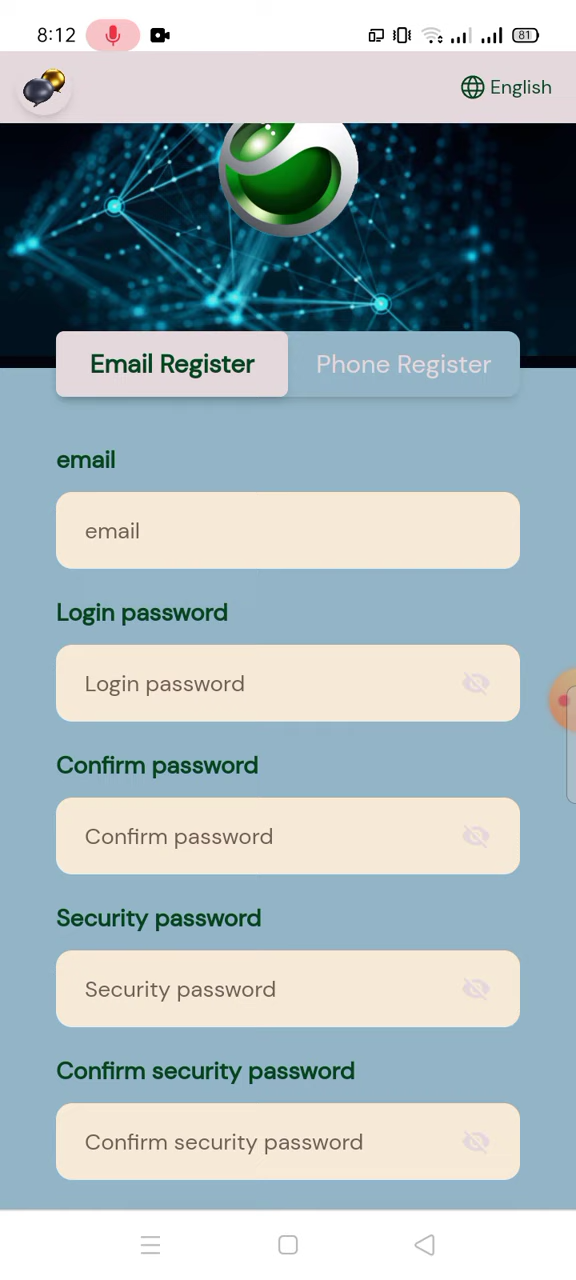 8:12
81
English
Email Register
Phone Register
email
email
Login password
Login password
Confirm password
Confirm password
Security password
Security password
Confirm security password
Confirm security password